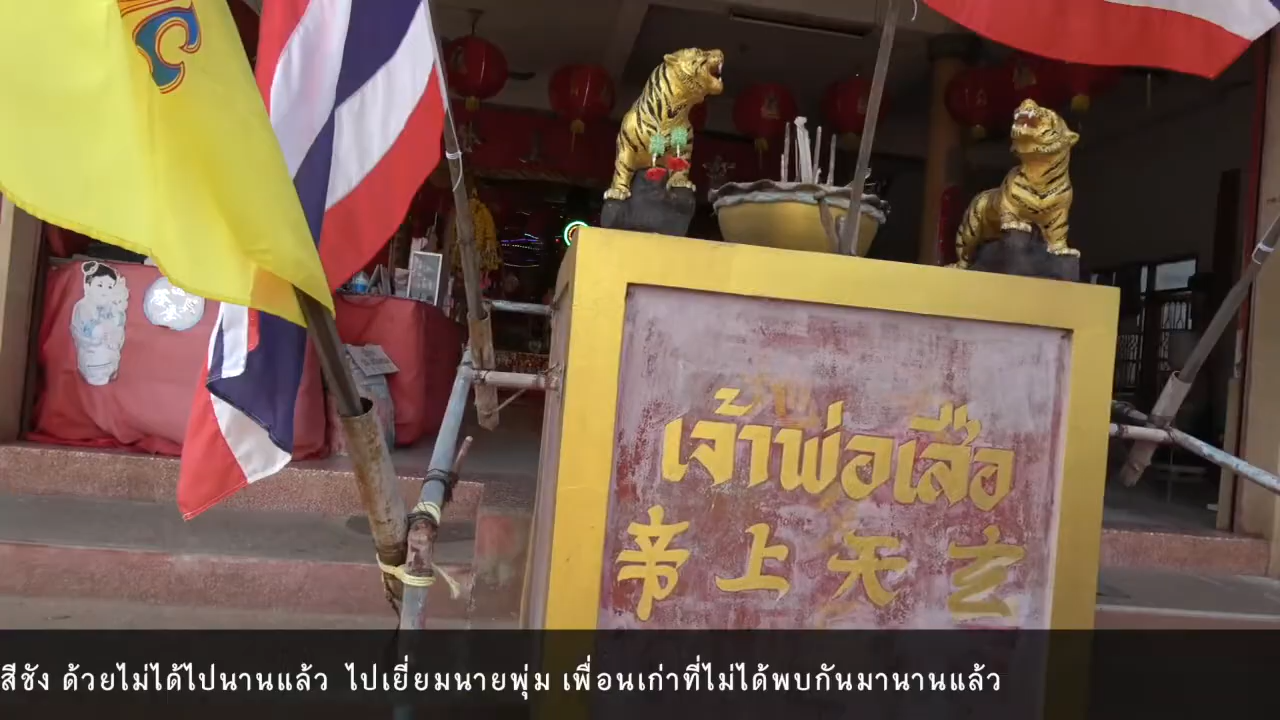 เจ้าพ่อเสือ
帝上天玄
สีชัง ด้วยไม่ได้ไปนานแล้ว ไปเยี่ยมนายพุ่ม เพื่อนเก่าที่ไม่ได้พบกันมานานแล้ว